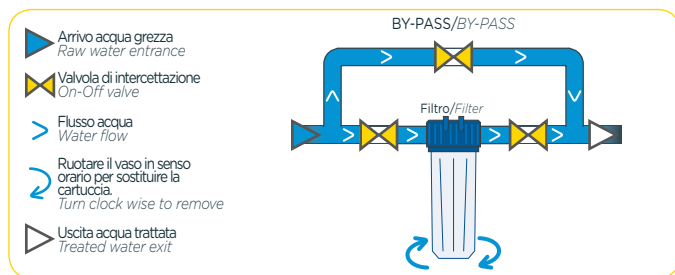 Arrivo acqua grezza
Raw water entrance
Valvola di intercettazione
On-Off valve
Flusso acqua
Water flow
Ruotare il vaso in senso
orario per sostituire la
cartuccia.
Turn clock wise to remove
Uscita acqua trattata
Treated water exit
BY-PASS/BY-PASS
Filtro/Filter